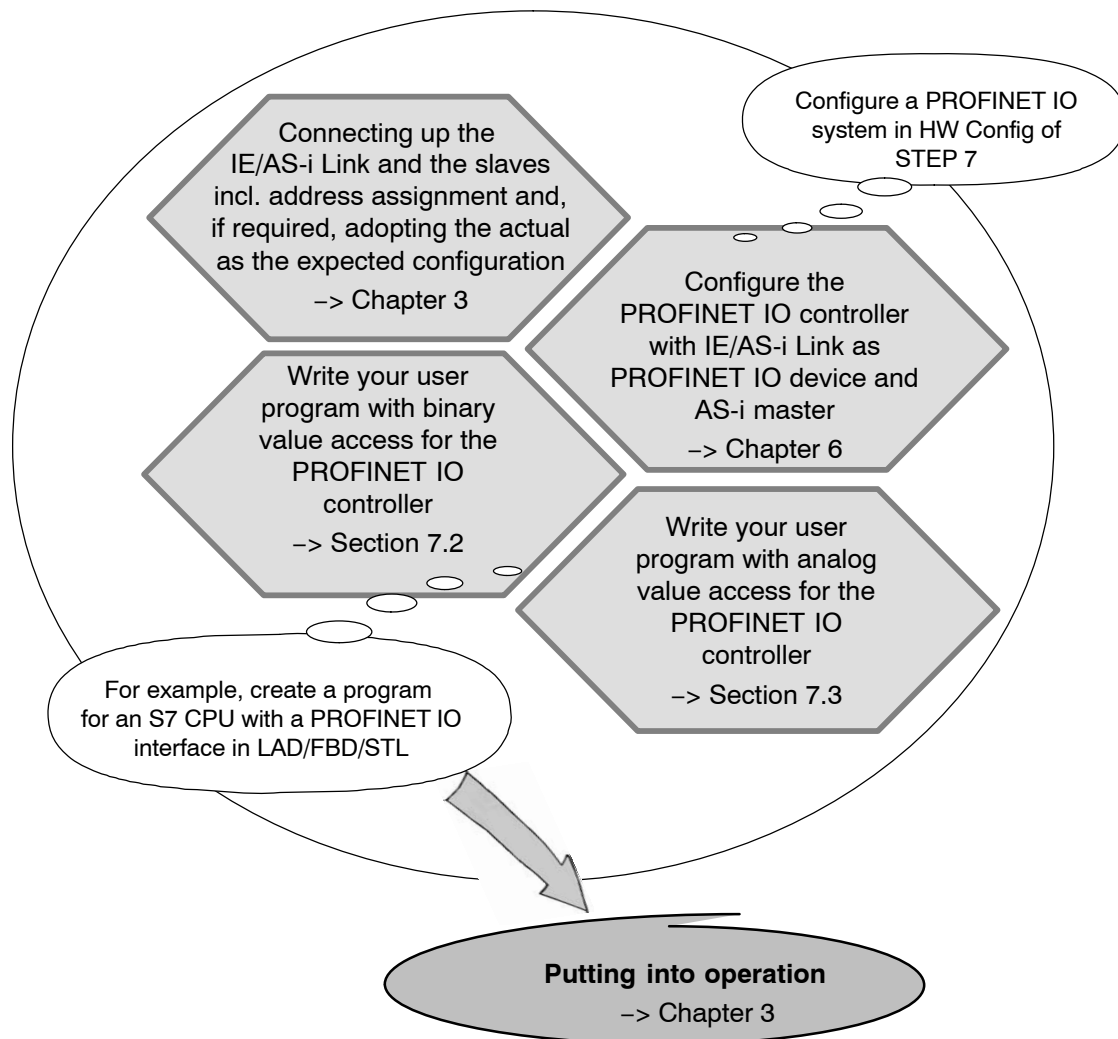 Configure a PROFINET IO
system in HW Config of
STEP 7
Connecting up the
IE/AS-i Link and the slaves
incl. address assignment and,
if required, adopting the actual
as the expected configuration
–> Chapter 3
Configure the
PROFINET IO controller
with IE/AS-i Link as
PROFINET IO device and
AS-i master
–> Chapter 6
Write your user
program with binary
value access for the
PROFINET IO
controller
–> Section 7.2
Write your user
program with analog
value access for the
PROFINET IO
controller
–> Section 7.3
For example, create a program
for an S7 CPU with a PROFINET IO
interface in LAD/FBD/STL
Putting into operation
–> Chapter 3